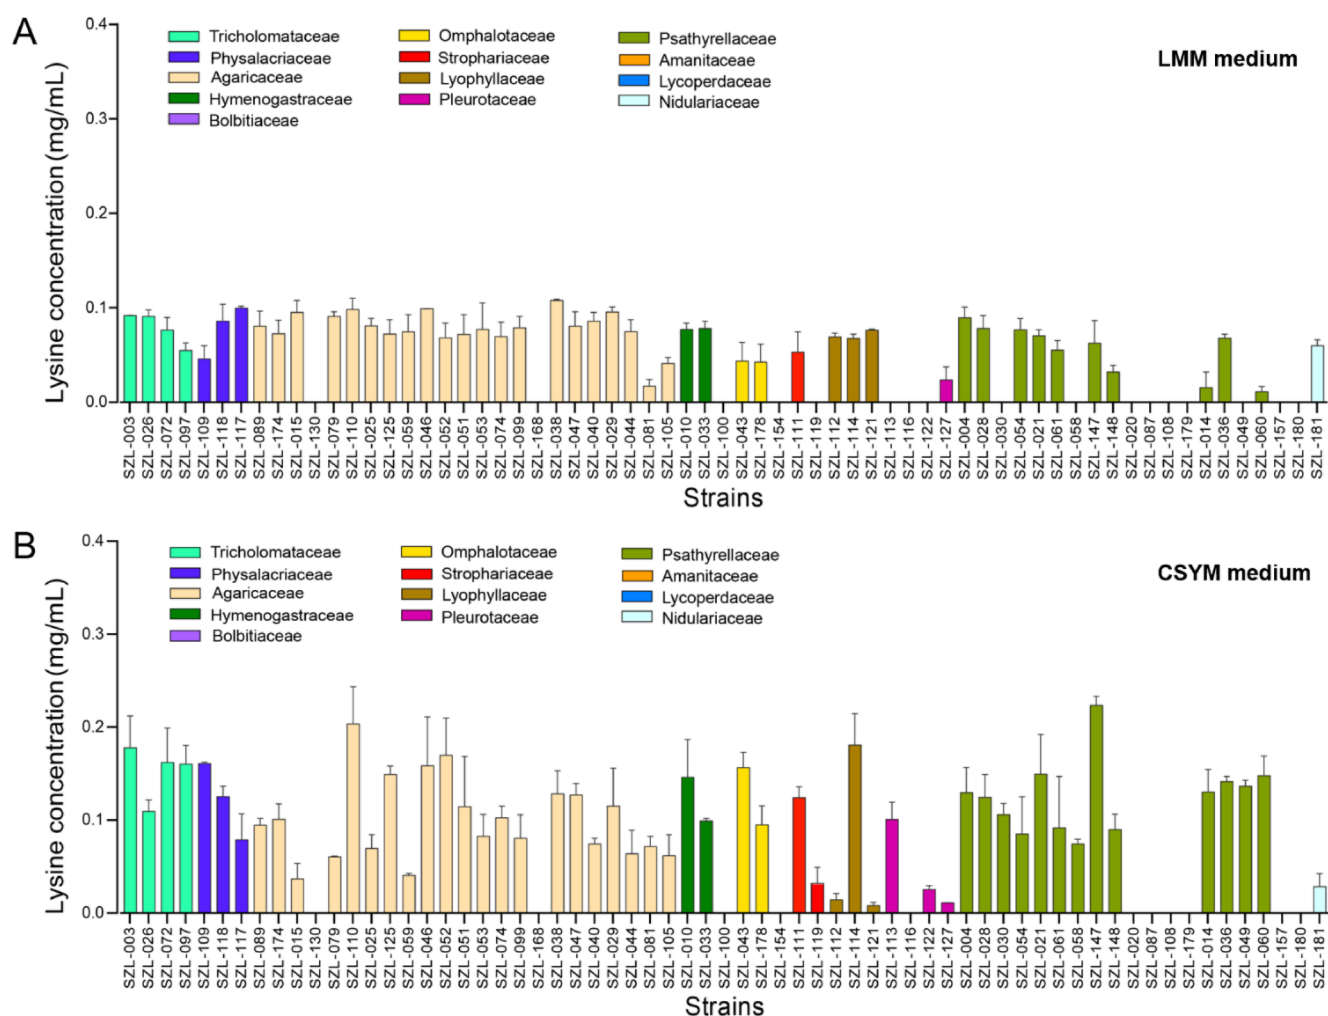 A
0.4
0.3
0.2
0.1
0.0
Lysine concentration (mg/mL)
Tricholomataceae
Physalacriaceae
Agaricaceae
Hymenogastraceae
Bolbitiaceae
Omphalotaceae
Strophariaceae
Lyophyllaceae
Pleurotaceae
Psathyrellaceae
Amanitaceae
Lycoperdaceae
Nidulariaceae
LMM medium
SZL-003
SZL-026
SZL-072
SZL-097
SZL-109
SZL-118
SZL-117
SZL-089
SZL-174
SZL-015
SZL-130
SZL-079
SZL-110
SZL-025
SZL-125
SZL-059
SZL-046
SZL-052
SZL-051
SZL-053
SZL-074
SZL-099
SZL-168
SZL-038
SZL-047
SZL-040
SZL-029
SZL-044
SZL-081
SZL-105
SZL-010
SZL-033
SZL-100
SZL-043
SZL-178
SZL-154
SZL-111
SZL-119
SZL-112
SZL-114
SZL-121
SZL-113
SZL-116
SZL-122
SZL-127
SZL-004
SZL-028
SZL-030
SZL-054
SZL-021
SZL-061
SZL-058
SZL-147
SZL-148
SZL-020
SZL-087
SZL-108
SZL-179
SZL-014
SZL-036
SZL-049
SZL-060
SZL-157
SZL-180
SZL-181
Strains
B
0.4
0.3
0.2
0.1
0.0
Lysine concentration (mg/mL)
Tricholomataceae
Physalacriaceae
Agaricaceae
Hymenogastraceae
Bolbitiaceae
Omphalotaceae
Strophariaceae
Lyophyllaceae
Pleurotaceae
Psathyrellaceae
Amanitaceae
Lycoperdaceae
Nidulariaceae
CSYM medium
SZL-003
SZL-026
SZL-072
SZL-097
SZL-109
SZL-118
SZL-117
SZL-089
SZL-174
SZL-015
SZL-130
SZL-079
SZL-110
SZL-025
SZL-125
SZL-059
SZL-046
SZL-052
SZL-051
SZL-053
SZL-074
SZL-099
SZL-168
SZL-038
SZL-047
SZL-040
SZL-029
SZL-044
SZL-081
SZL-105
SZL-010
SZL-033
SZL-100
SZL-043
SZL-178
SZL-154
SZL-111
SZL-119
SZL-112
SZL-114
SZL-121
SZL-113
SZL-116
SZL-122
SZL-127
SZL-004
SZL-028
SZL-030
SZL-054
SZL-021
SZL-061
SZL-058
SZL-147
SZL-148
SZL-020
SZL-087
SZL-108
SZL-179
SZL-014
SZL-036
SZL-049
SZL-060
SZL-157
SZL-180
SZL-181
Strains